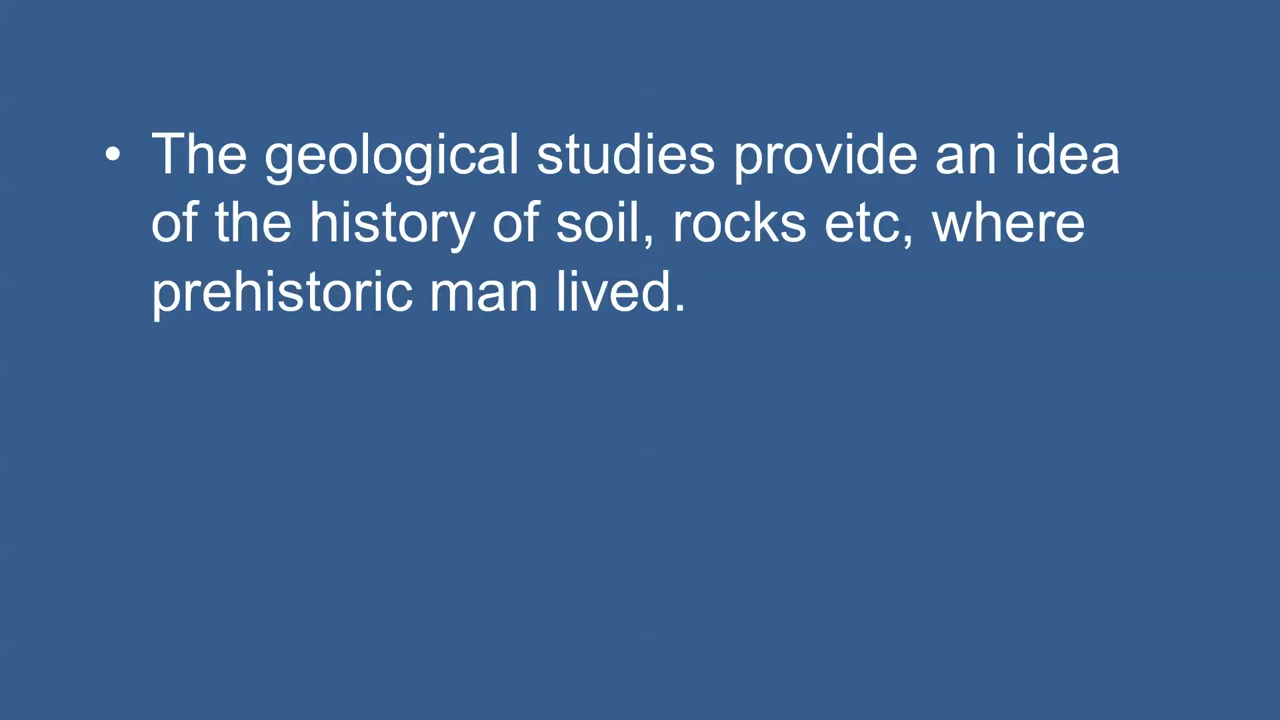 • The geological studies provide an idea
of the history of soil, rocks etc, where
prehistoric man lived.